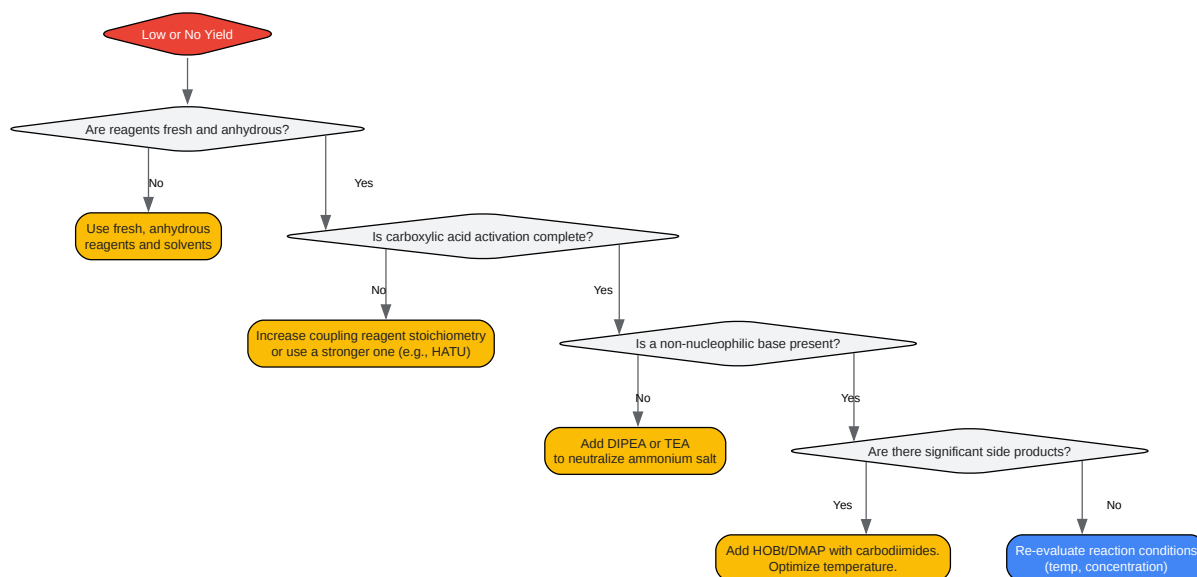 Low or No Yield
Are reagents fresh and anhydrous?
No
Yes
Use fresh, anhydrous
reagents and solvents
Is carboxylic acid activation complete?
No
Yes
Increase coupling reagent stoichiometry
or use a stronger one (e.g., HATU)
Is a non-nucleophilic base present?
No
Yes
Add DIPEA or TEA
to neutralize ammonium salt
Are there significant side products?
Yes
No
Add HOBt/DMAP with carbodiimides.
Optimize temperature.
Re-evaluate reaction conditions
(temp, concentration)